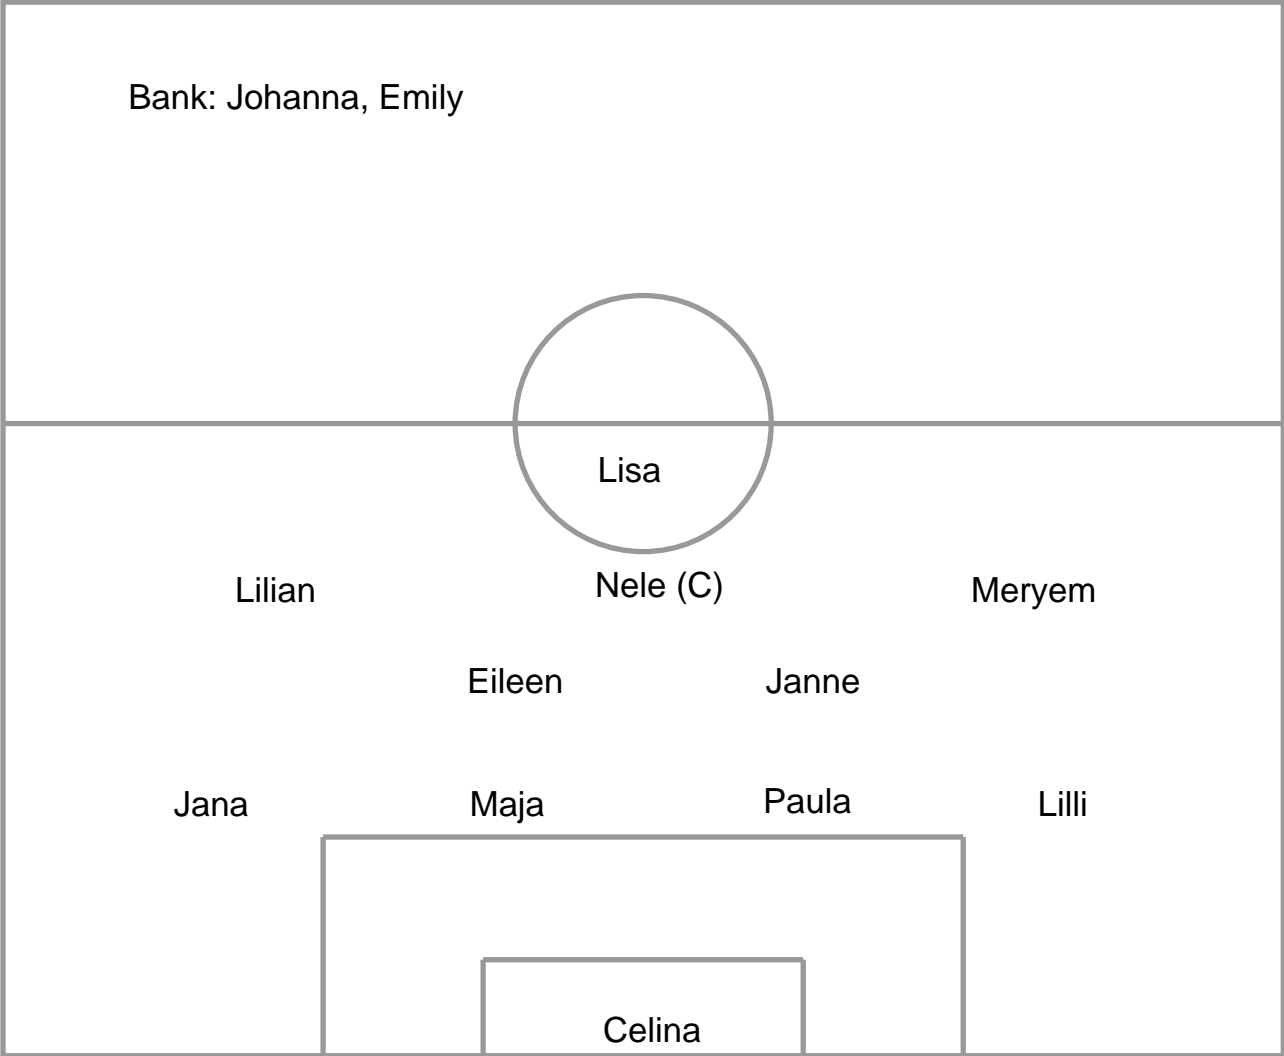 Bank: Johanna, Emily
Lisa
Lilian Nele (C) Meryem
Eileen Janne
Jana Maja Paula Lilli
Celina